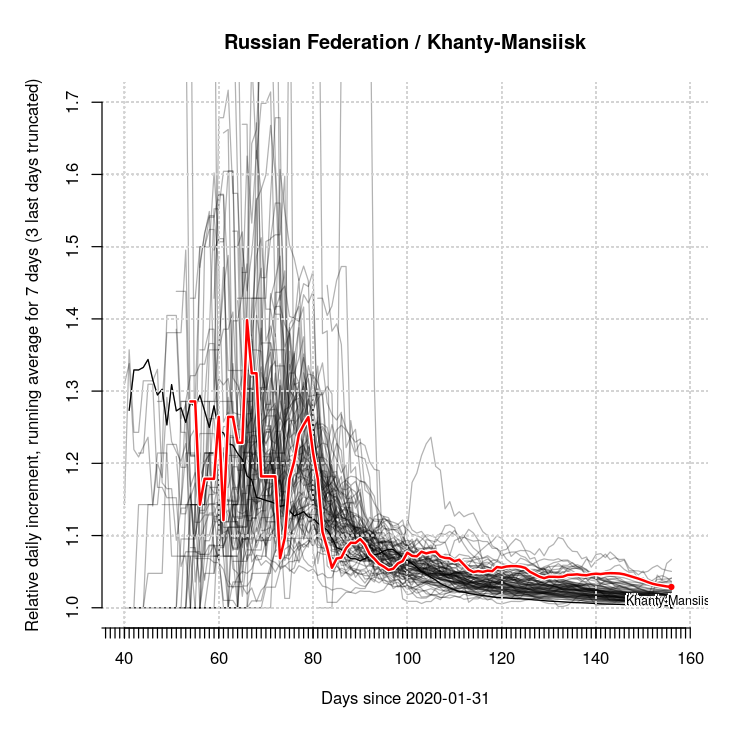 Russian Federation / Khanty-Mansiisk
Relative daily increment, running average for 7 days (3 last days truncated)
1.7
1.6
1.5
1.4
1.3
1.2
1.1
1.0
Khanty-Mansiis
40 60 80 100 120 140 160
Days since 2020-01-31